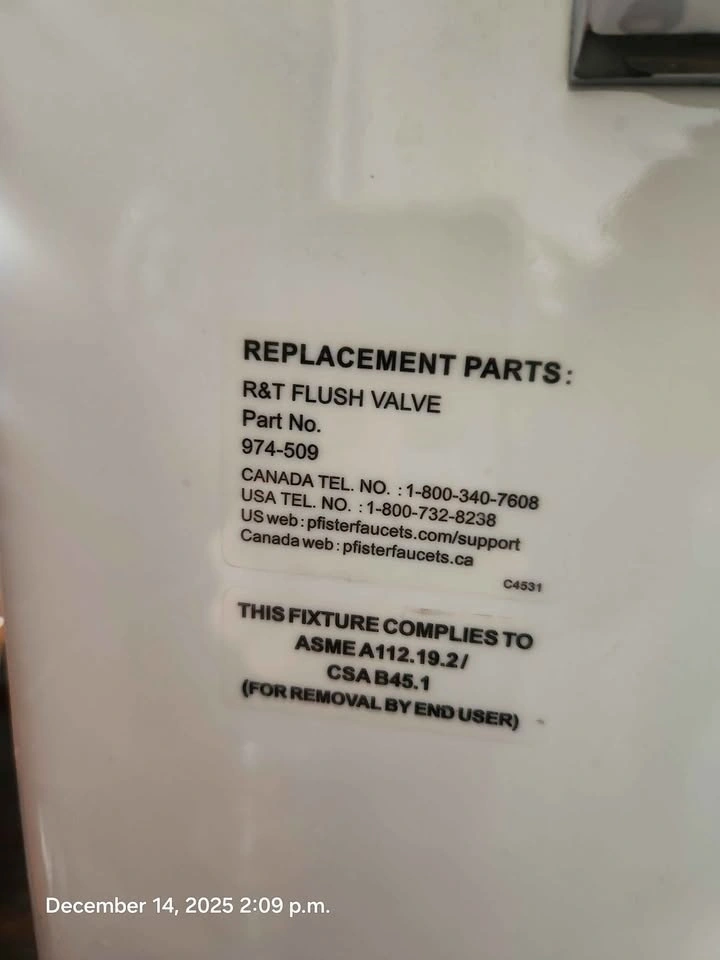 REPLACEMENT PARTS:
R&T FLUSH VALVE
Part No.
974-509
CANADA TEL. NO. :1-800-340-7608
USA TEL. NO. :1-800-732-8238
US web:pfisterfaucets.com/support
Canada web:pfisterfaucets.ca
C4531
THIS FIXTURE COMPLIES TO
ASME A112.19.2/
CSA B45.1
(FOR REMOVAL BY END USER)
December 14, 2025 2:09 p.m.